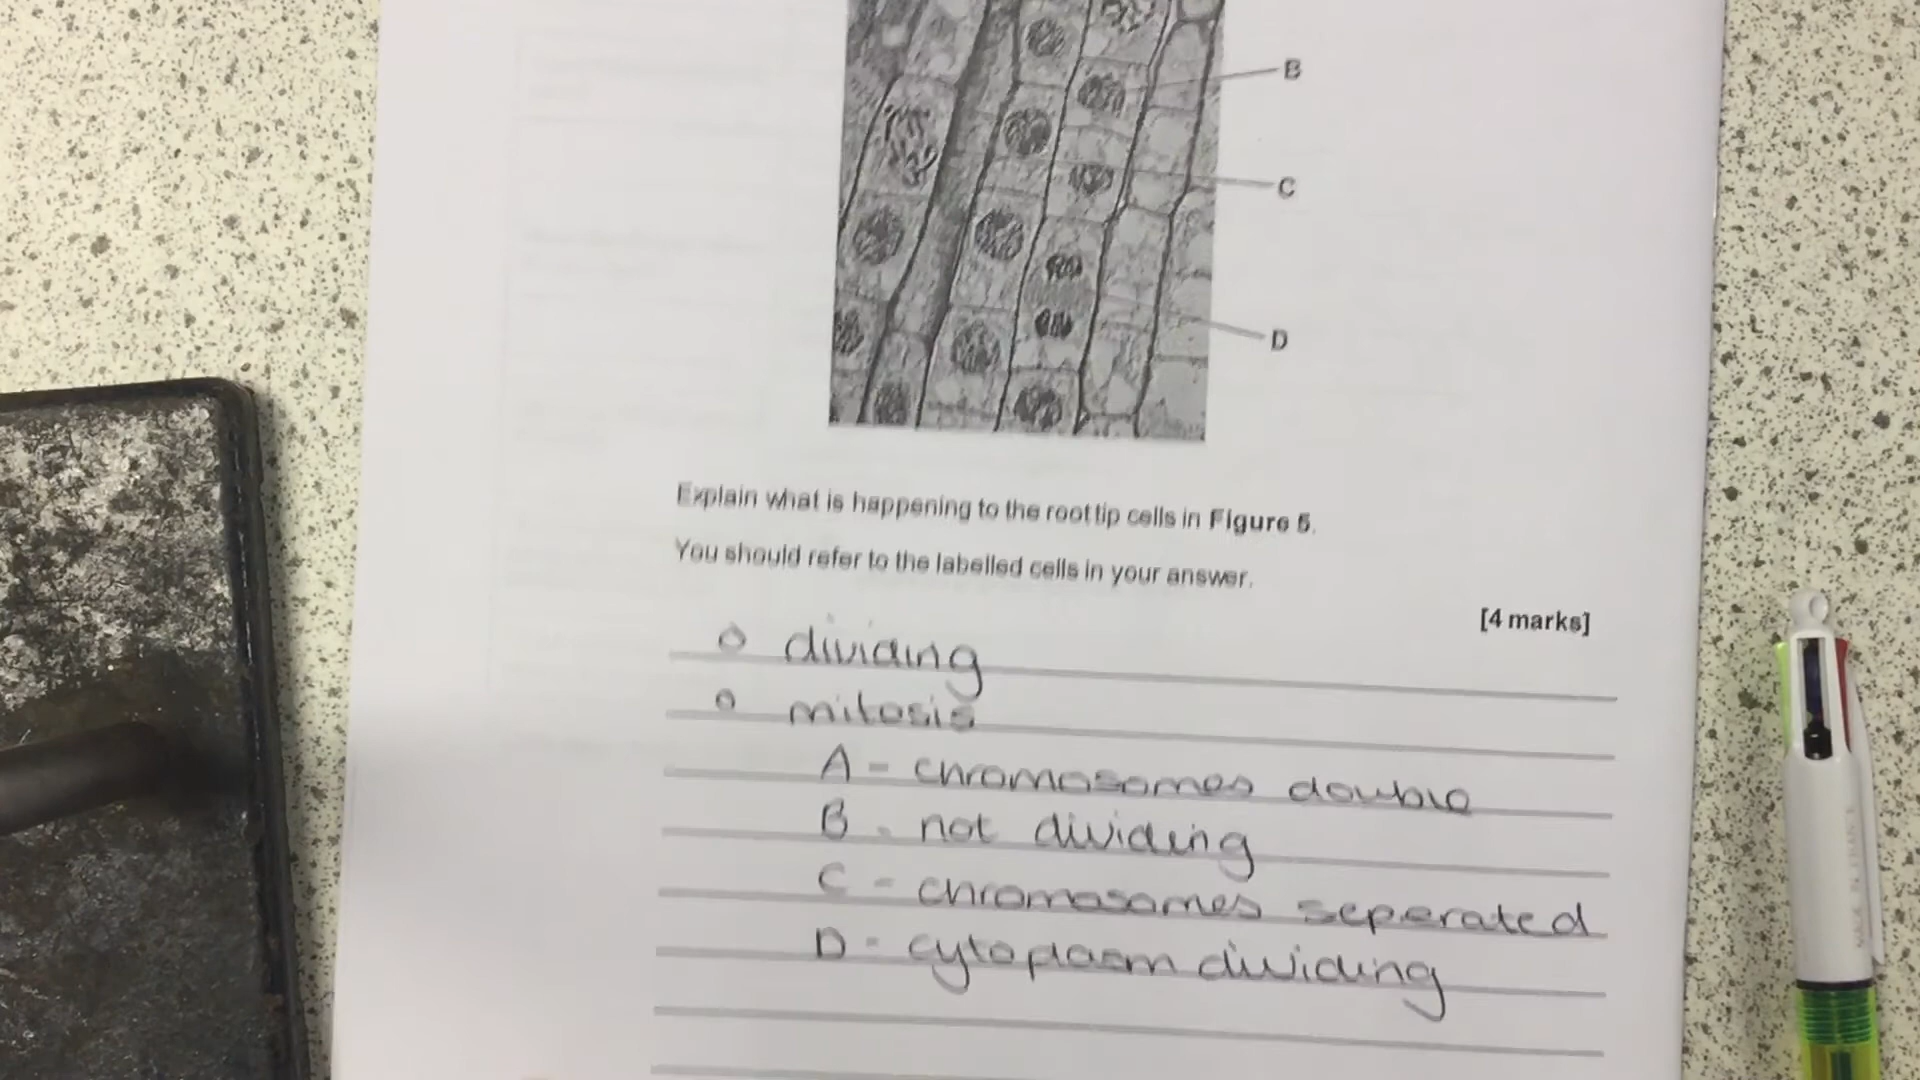 B
C
D
Explain what is happening to the root tip cells in Figure 5.
You should refer to the labelled cells in your answer.
[4 marks]
o dividing
o mitosis
A - chromosomes double
B - not dividing
C - chromosomes seperated
D - cytoplasm dividing